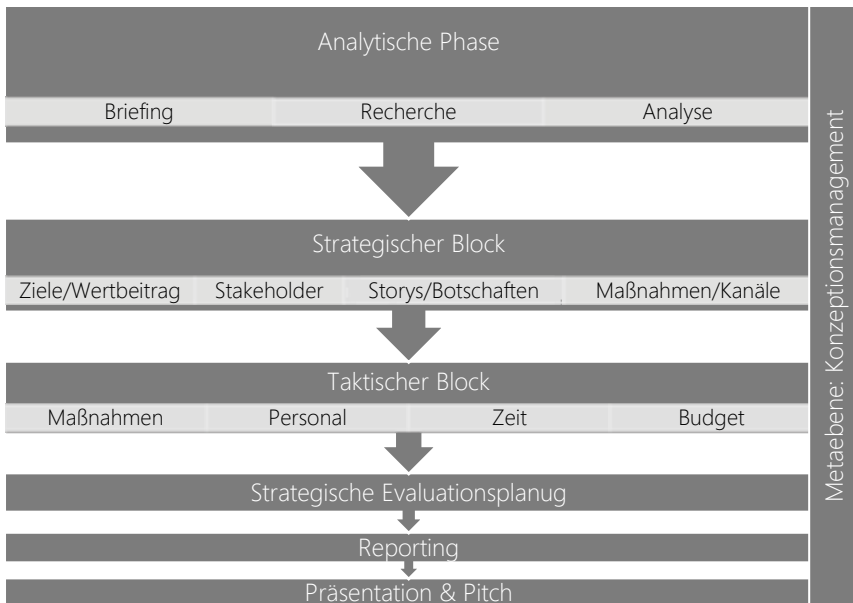 Analytische Phase
Briefing
Recherche
Analyse
Strategischer Block
Ziele/Wertbeitrag
Stakeholder
Storys/Botschaften
Maßnahmen/Kanäle
Taktischer Block
Maßnahmen
Personal
Zeit
Budget
Strategische Evaluationsplanug
Reporting
Präsentation & Pitch
Metaebene: Konzeptionsmanagement